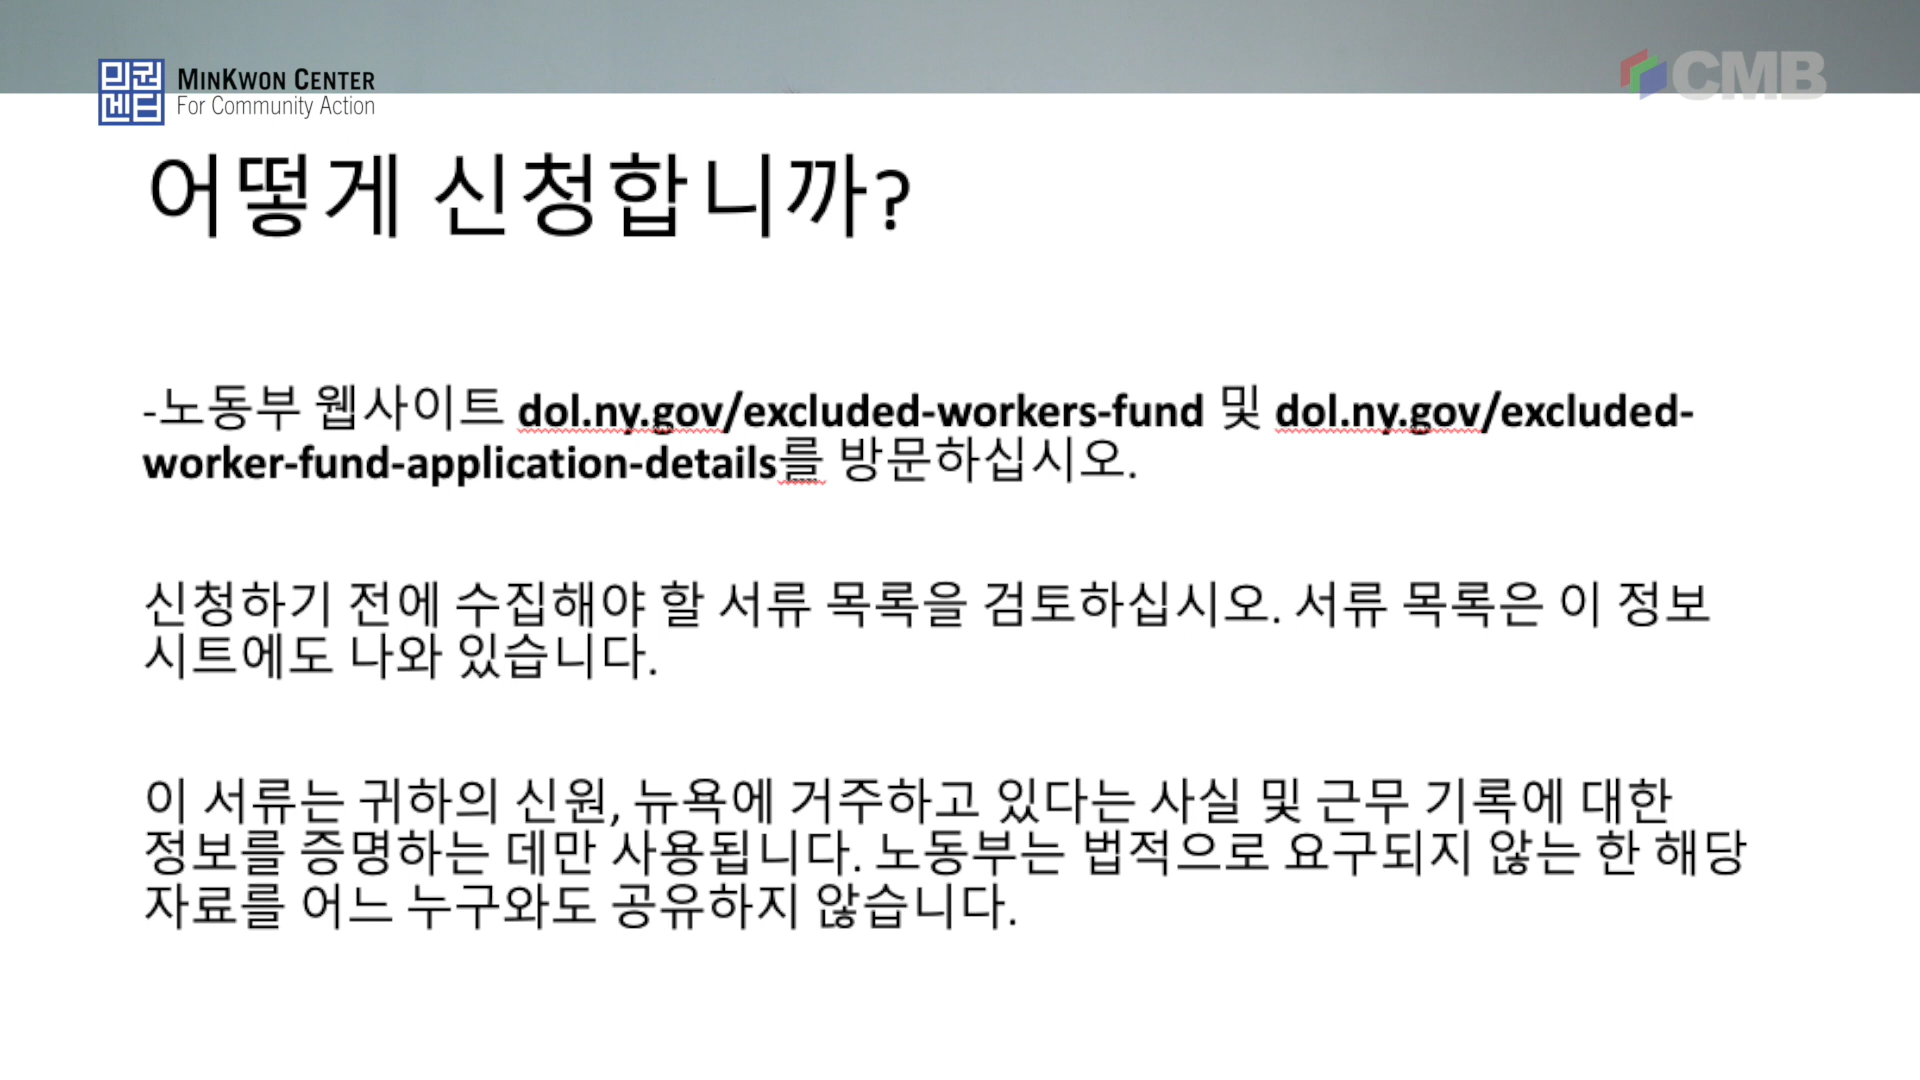 민권센터
MINKWON CENTER
For Community Action
CMB
어떻게 신청합니까?
-노동부 웹사이트 dol.ny.gov/excluded-workers-fund 및 dol.ny.gov/excluded-
worker-fund-application-details를 방문하십시오.
신청하기 전에 수집해야 할 서류 목록을 검토하십시오. 서류 목록은 이 정보
시트에도 나와 있습니다.
이 서류는 귀하의 신원, 뉴욕에 거주하고 있다는 사실 및 근무 기록에 대한
정보를 증명하는 데만 사용됩니다. 노동부는 법적으로 요구되지 않는 한 해당
자료를 어느 누구와도 공유하지 않습니다.